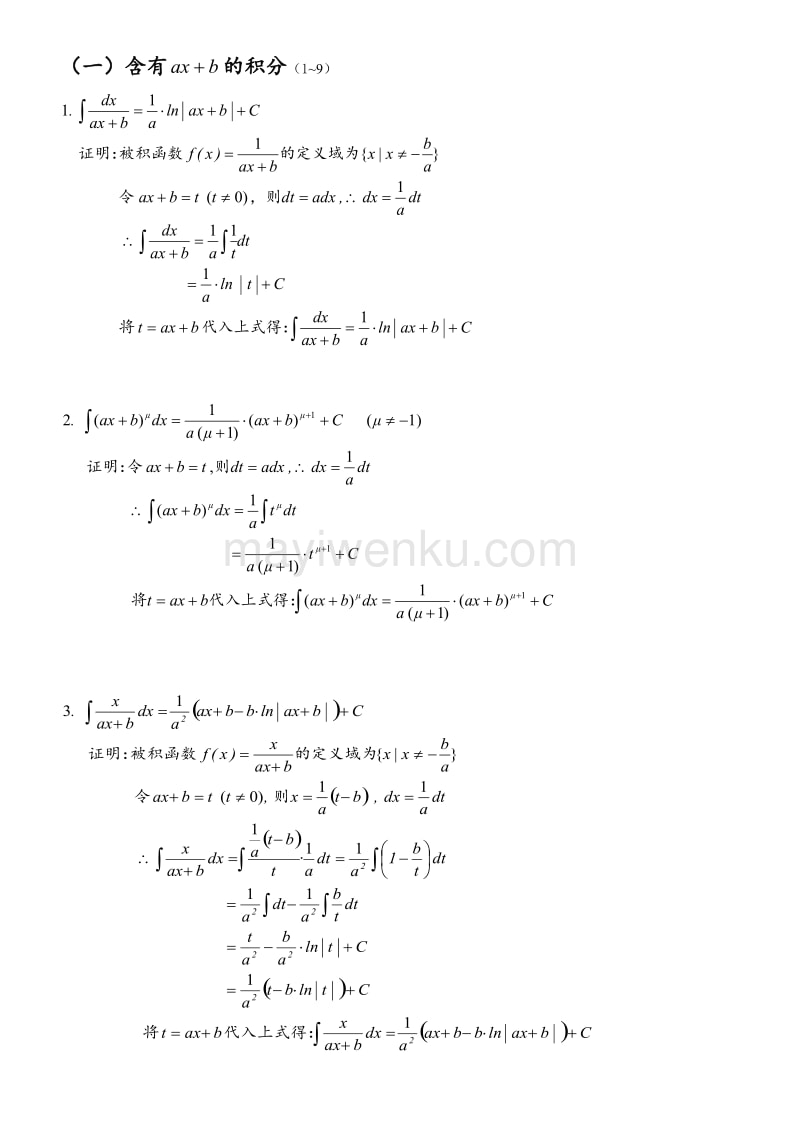 （一）含有 ax + b 的积分（1~9）
1. ∫ dx/(ax + b) = 1/a · ln| ax + b | + C
证明：被积函数 f ( x ) = 1/(ax + b) 的定义域为{x | x ≠ − b/a}
令 ax + b = t (t ≠ 0)，则dt = adx ,∴ dx = 1/a dt
∴ ∫ dx/(ax + b) = 1/a ∫ 1/t dt
= 1/a · ln | t | + C
将 t = ax + b 代入上式得：∫ dx/(ax + b) = 1/a · ln| ax + b | + C
2. ∫ (ax + b)^μ dx = 1/(a (μ + 1)) · (ax + b)^(μ+1) + C (μ ≠ −1)
证明：令 ax + b = t ,则dt = adx ,∴ dx = 1/a dt
∴ ∫ (ax + b)^μ dx = 1/a ∫ t^μ dt
= 1/(a (μ + 1)) · t^(μ+1) + C
mayiwenku.com
将t = ax + b代入上式得：∫ (ax + b)^μ dx = 1/(a (μ + 1)) · (ax + b)^(μ+1) + C
3. ∫ x/(ax + b) dx = 1/a² (ax + b − b · ln| ax + b |) + C
证明：被积函数 f ( x ) = x/(ax + b) 的定义域为{x | x ≠ − b/a}
令 ax + b = t (t ≠ 0), 则 x = 1/a (t − b) , dx = 1/a dt
∴ ∫ x/(ax + b) dx = ∫ (1/a (t − b))/t · 1/a dt = 1/a² ∫ (1 − b/t) dt
= 1/a² ∫ dt − 1/a² ∫ b/t dt
= t/a² − b/a² · ln| t | + C
= 1/a² (t − b · ln| t |) + C
将 t = ax + b 代入上式得：∫ x/(ax + b) dx = 1/a² (ax + b − b · ln| ax + b |) + C